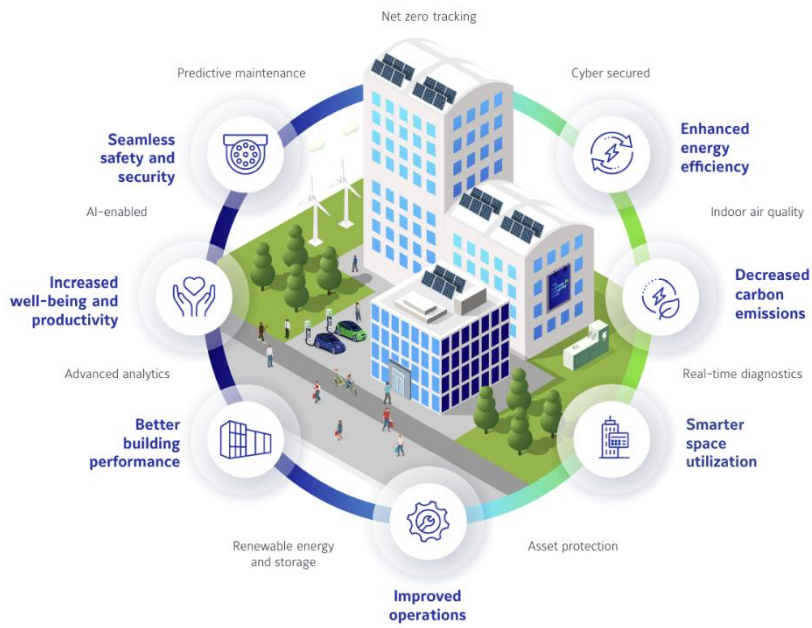 Net zero tracking
Predictive maintenance
Cyber secured
Seamless
safety and
security
Enhanced
energy
efficiency
AI-enabled
Indoor air quality
Increased
well-being and
productivity
Decreased
carbon
emissions
Advanced analytics
Real-time diagnostics
Better
building
performance
Smarter
space
utilization
Renewable energy
and storage
Asset protection
Improved
operations